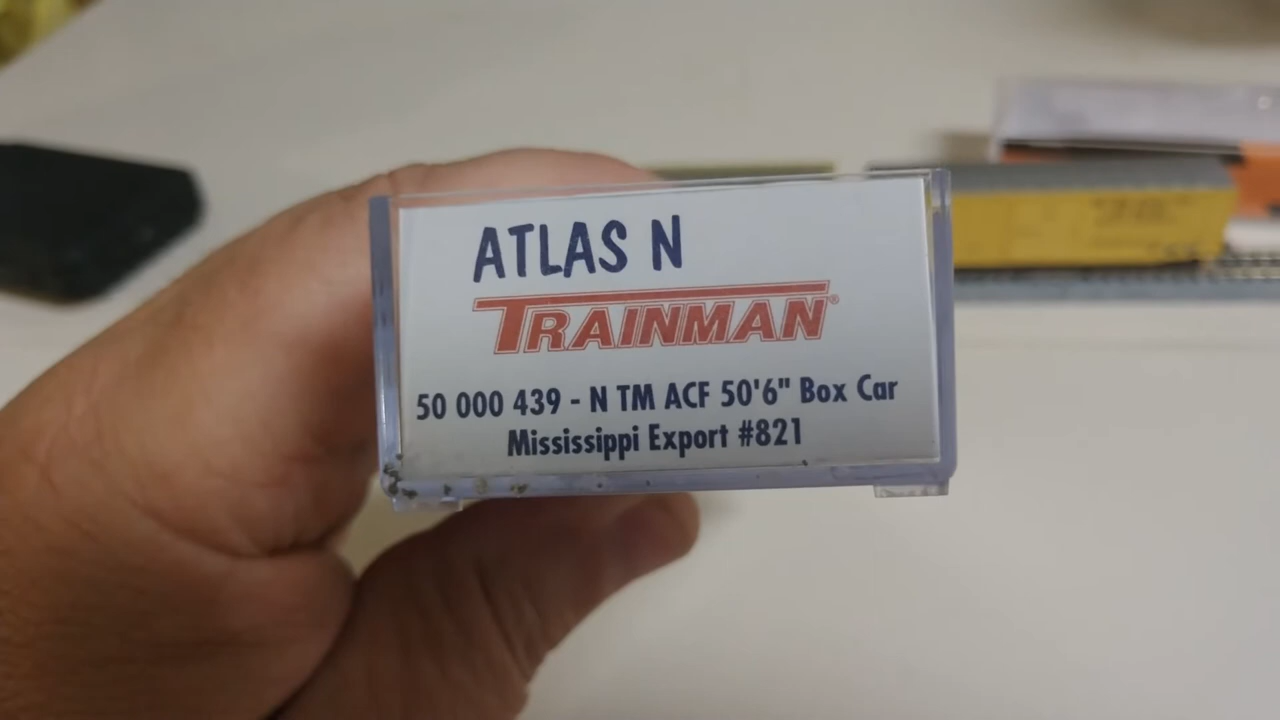 ATLAS N
TRAINMAN®
50 000 439 - N TM ACF 50'6" Box Car
Mississippi Export #821